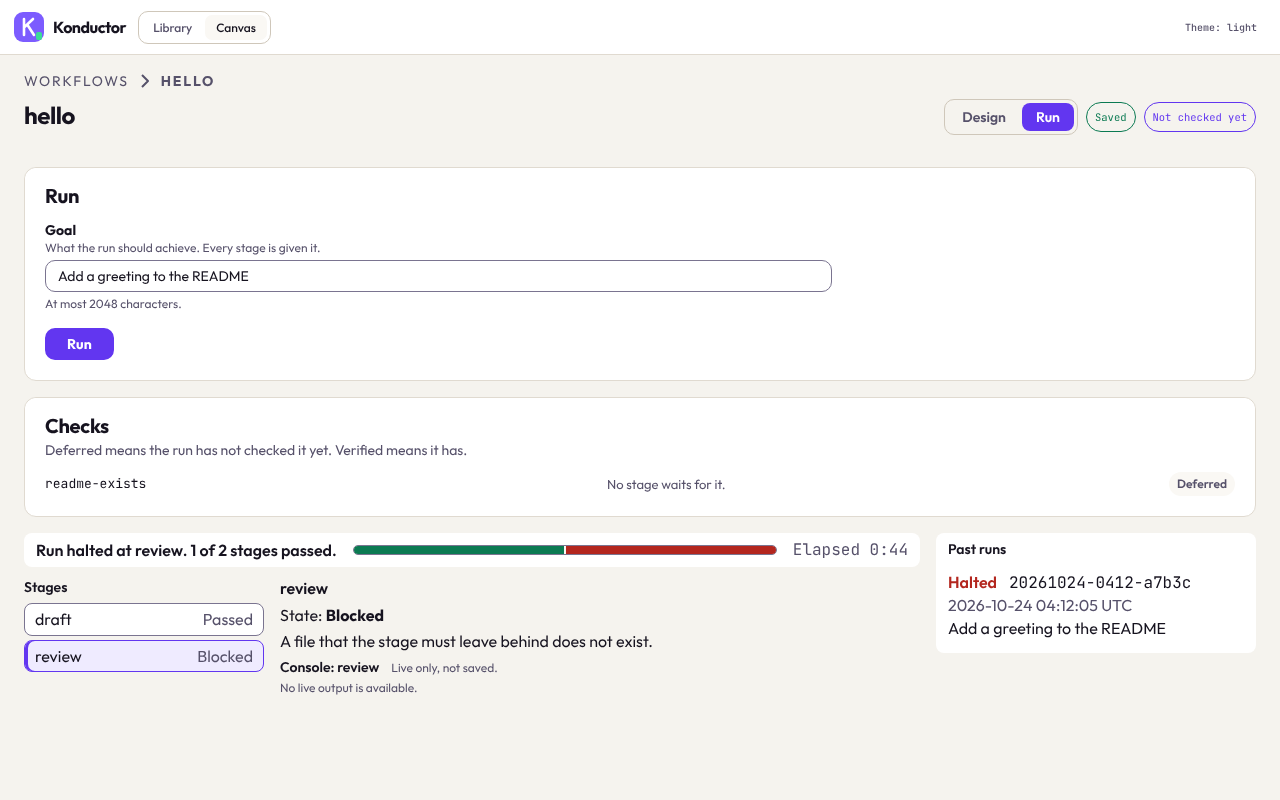 Konductor
Library
Canvas
Theme: light
WORKFLOWS > HELLO
hello
Design
Run
Saved
Not checked yet
Run
Goal
What the run should achieve. Every stage is given it.
Add a greeting to the README
At most 2048 characters.
Run
Checks
Deferred means the run has not checked it yet. Verified means it has.
readme-exists
No stage waits for it.
Deferred
Run halted at review. 1 of 2 stages passed.
Elapsed 0:44
Stages
draft
Passed
review
Blocked
review
State: Blocked
A file that the stage must leave behind does not exist.
Console: review Live only, not saved.
No live output is available.
Past runs
Halted 20261024-0412-a7b3c
2026-10-24 04:12:05 UTC
Add a greeting to the README